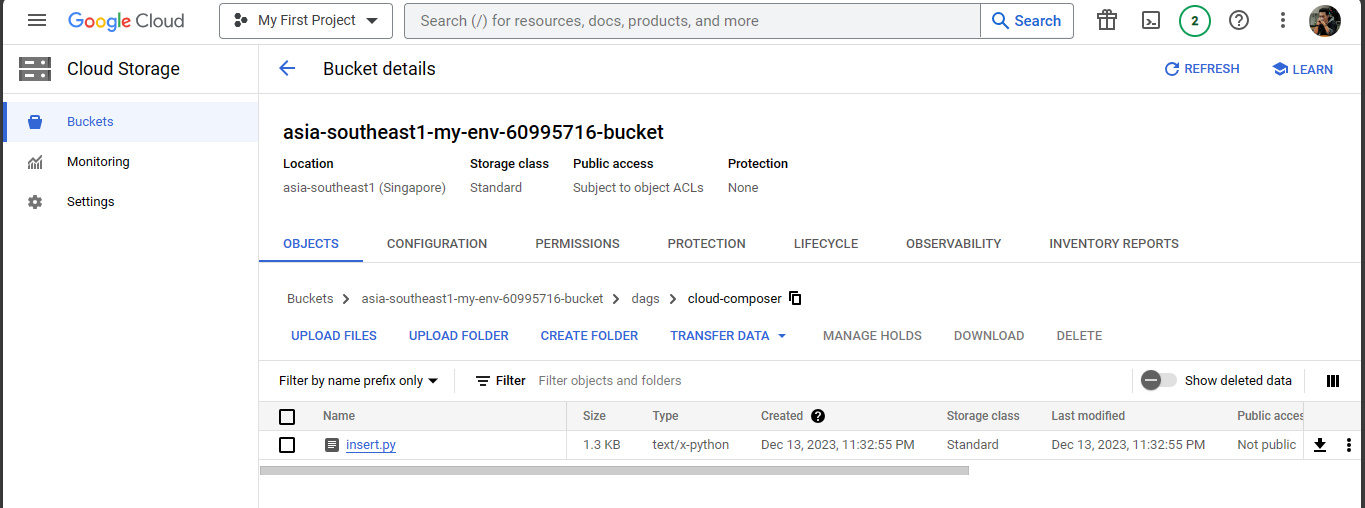 Google Cloud My First Project Search (/) for resources, docs, products, and more Search 2
Cloud Storage Bucket details REFRESH LEARN
Buckets
Monitoring
Settings
asia-southeast1-my-env-60995716-bucket
Location Storage class Public access Protection
asia-southeast1 (Singapore) Standard Subject to object ACLs None
OBJECTS CONFIGURATION PERMISSIONS PROTECTION LIFECYCLE OBSERVABILITY INVENTORY REPORTS
Buckets > asia-southeast1-my-env-60995716-bucket > dags > cloud-composer
UPLOAD FILES UPLOAD FOLDER CREATE FOLDER TRANSFER DATA MANAGE HOLDS DOWNLOAD DELETE
Filter by name prefix only Filter Filter objects and folders Show deleted data
Name Size Type Created Storage class Last modified Public acces
insert.py 1.3 KB text/x-python Dec 13, 2023, 11:32:55 PM Standard Dec 13, 2023, 11:32:55 PM Not public